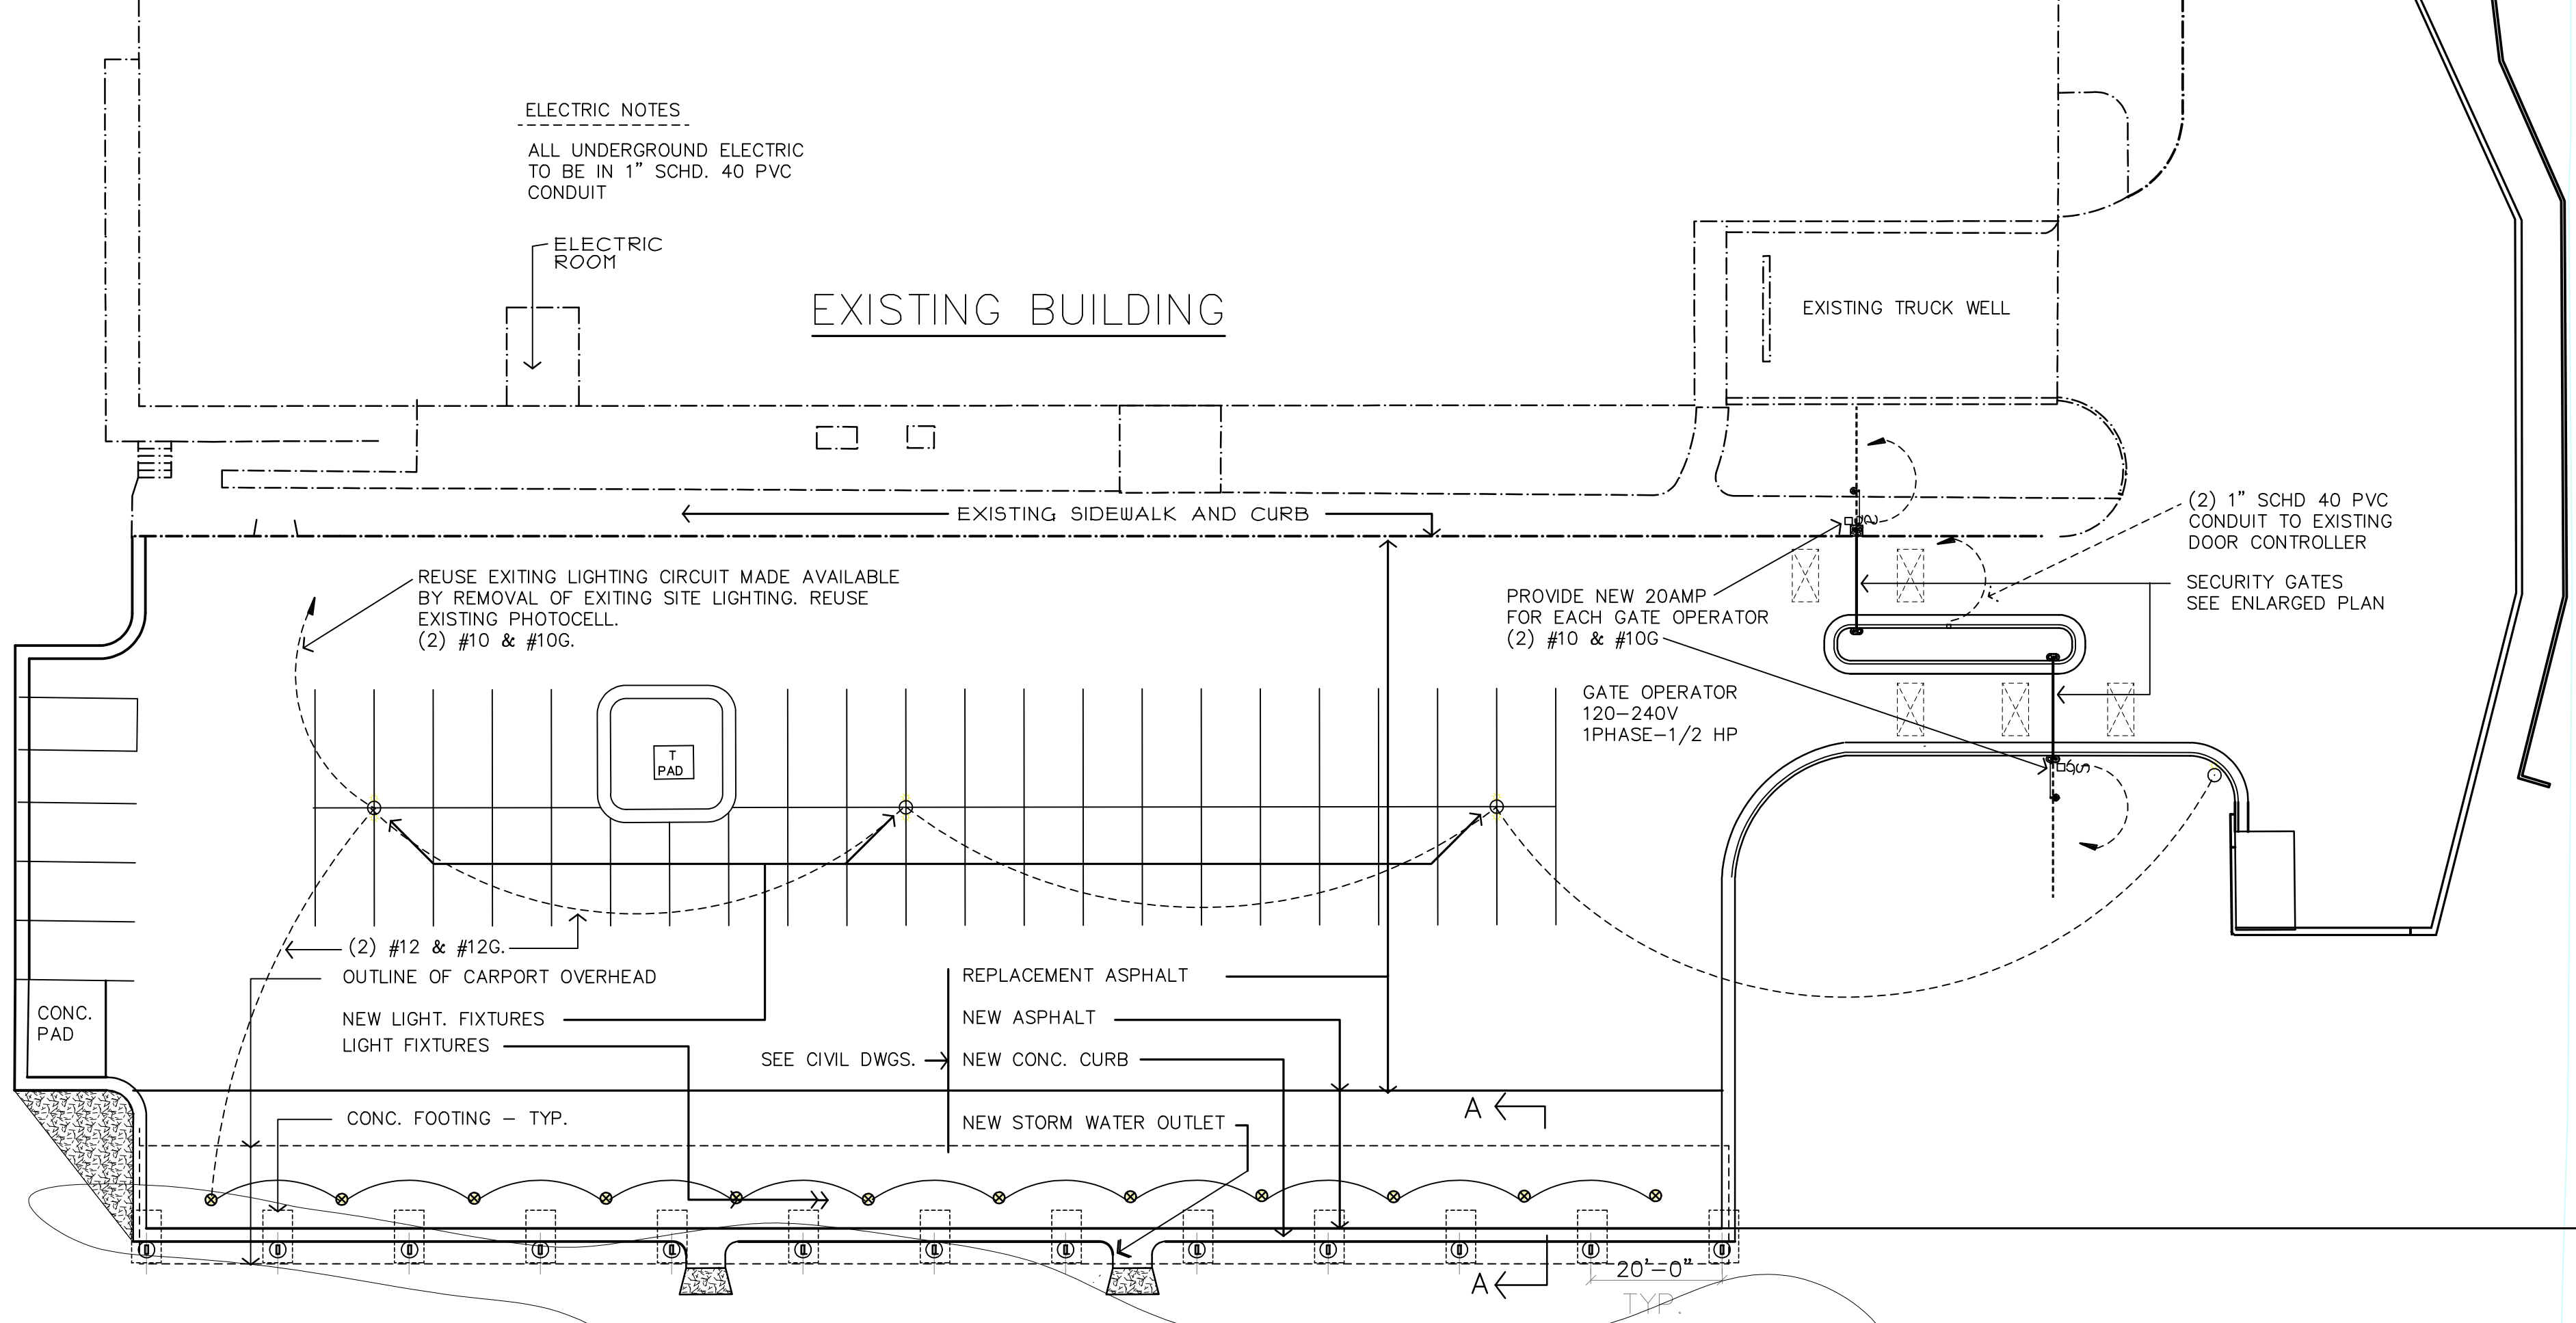 ELECTRIC NOTES
ALL UNDERGROUND ELECTRIC
TO BE IN 1” SCHD. 40 PVC
CONDUIT
ELECTRIC
ROOM
EXISTING BUILDING
EXISTING TRUCK WELL
EXISTING SIDEWALK AND CURB
(2) 1” SCHD 40 PVC
CONDUIT TO EXISTING
DOOR CONTROLLER
REUSE EXITING LIGHTING CIRCUIT MADE AVAILABLE
BY REMOVAL OF EXITING SITE LIGHTING. REUSE
EXISTING PHOTOCELL.
(2) #10 & #10G.
PROVIDE NEW 20AMP
FOR EACH GATE OPERATOR
(2) #10 & #10G
SECURITY GATES
SEE ENLARGED PLAN
GATE OPERATOR
120-240V
1PHASE-1/2 HP
T
PAD
(2) #12 & #12G.
OUTLINE OF CARPORT OVERHEAD
NEW LIGHT. FIXTURES
LIGHT FIXTURES
CONC.
PAD
SEE CIVIL DWGS.
REPLACEMENT ASPHALT
NEW ASPHALT
NEW CONC. CURB
NEW STORM WATER OUTLET
CONC. FOOTING - TYP.
A
A
20'-0"
TYP.